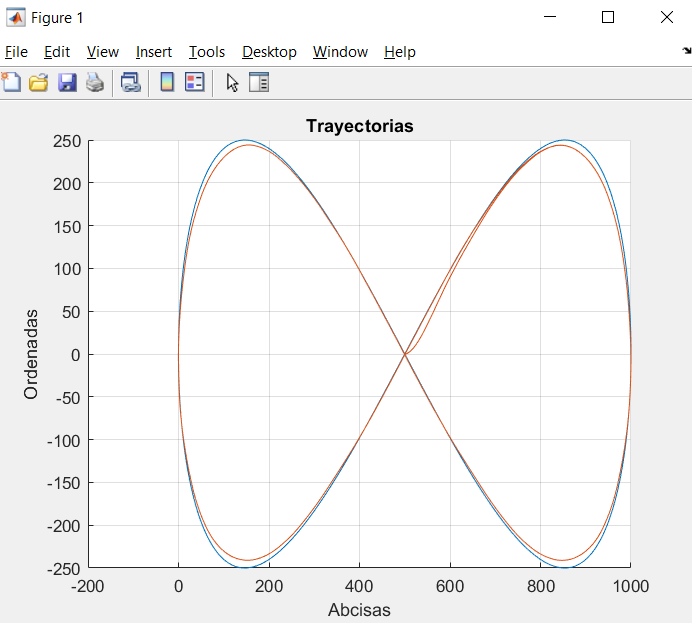 Figure 1
File Edit View Insert Tools Desktop Window Help
Trayectorias
250
200
150
100
50
0
-50
-100
-150
-200
-250
Ordenadas
-200 0 200 400 600 800 1000
Abcisas